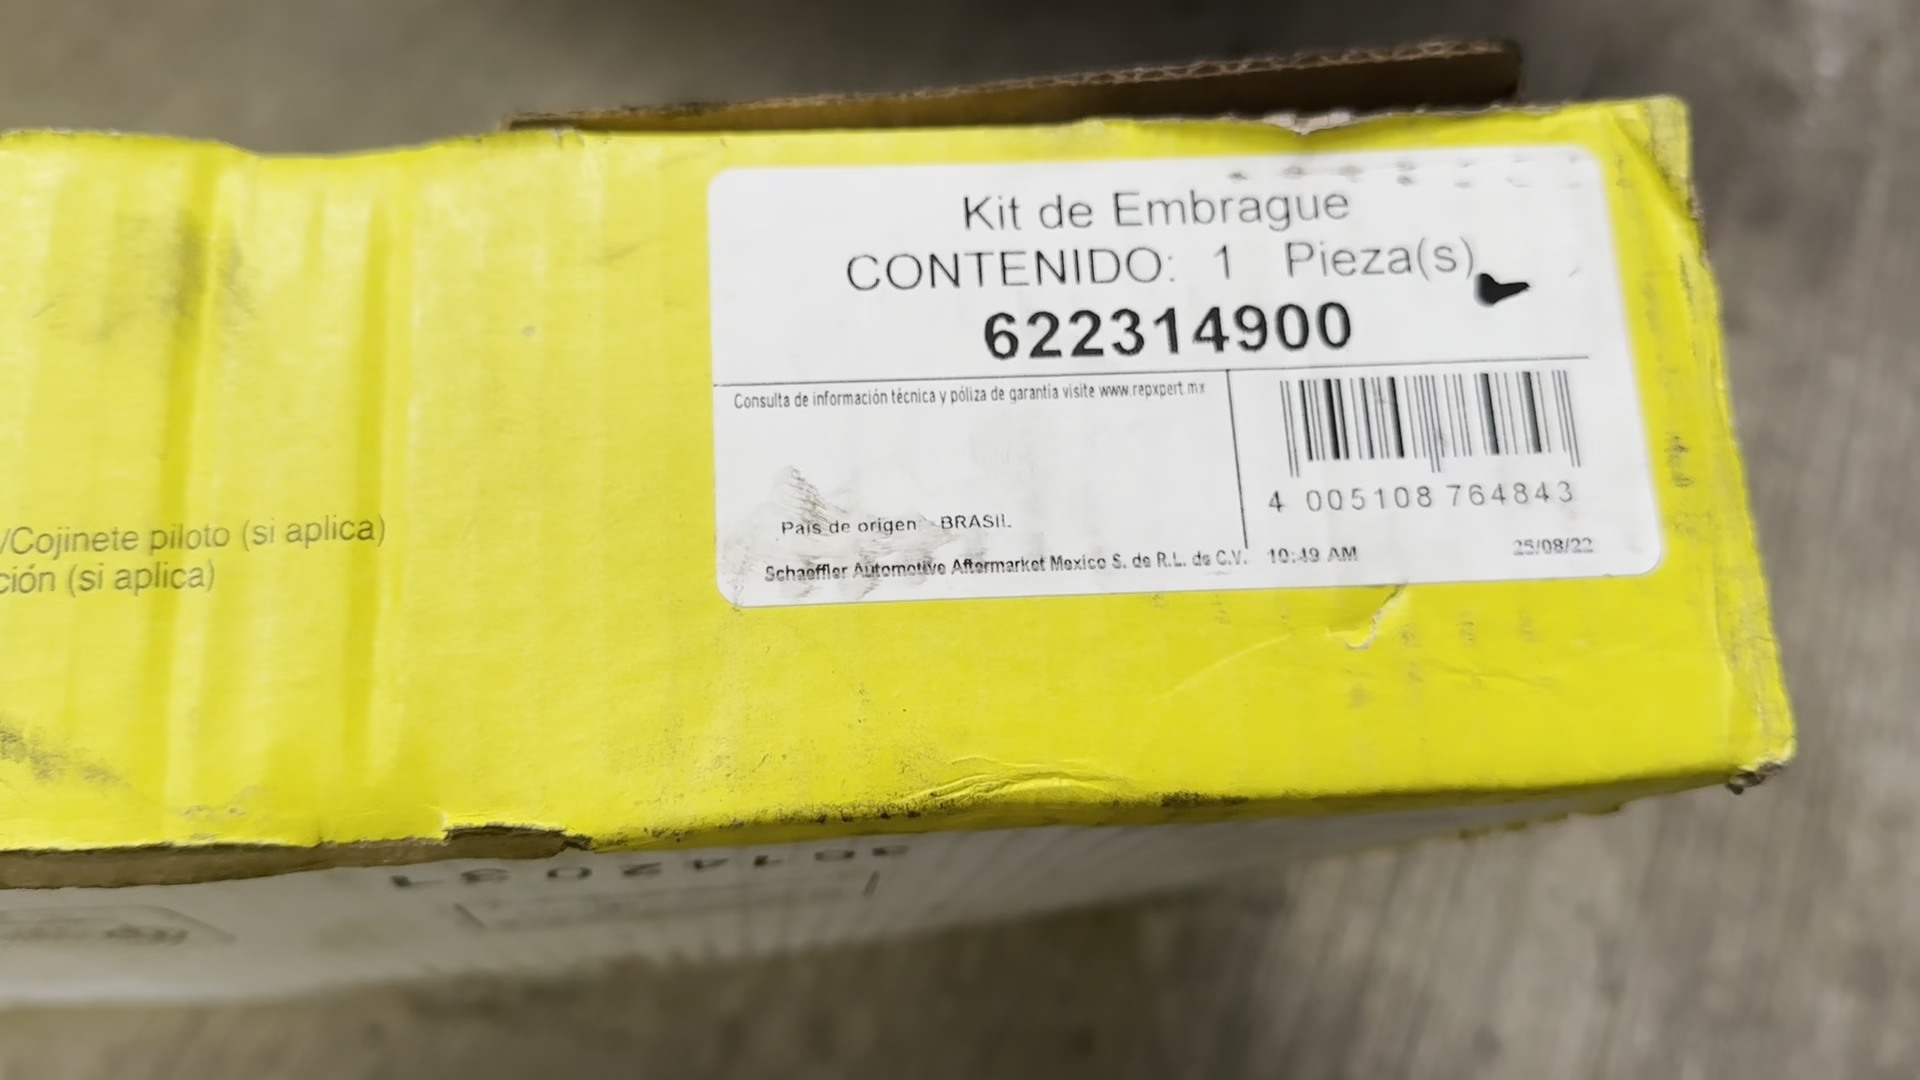 Kit de Embrague
CONTENIDO: 1 Pieza(s)
622314900
Consulta de información técnica y póliza de garantía visite www.repxpert.mx
4 005108 764843
País de origen: BRASIL
Schaeffler Automotive Aftermarket Mexico S. de R.L. de C.V. 10:49 AM 25/08/22
/Cojinete piloto (si aplica)
ción (si aplica)